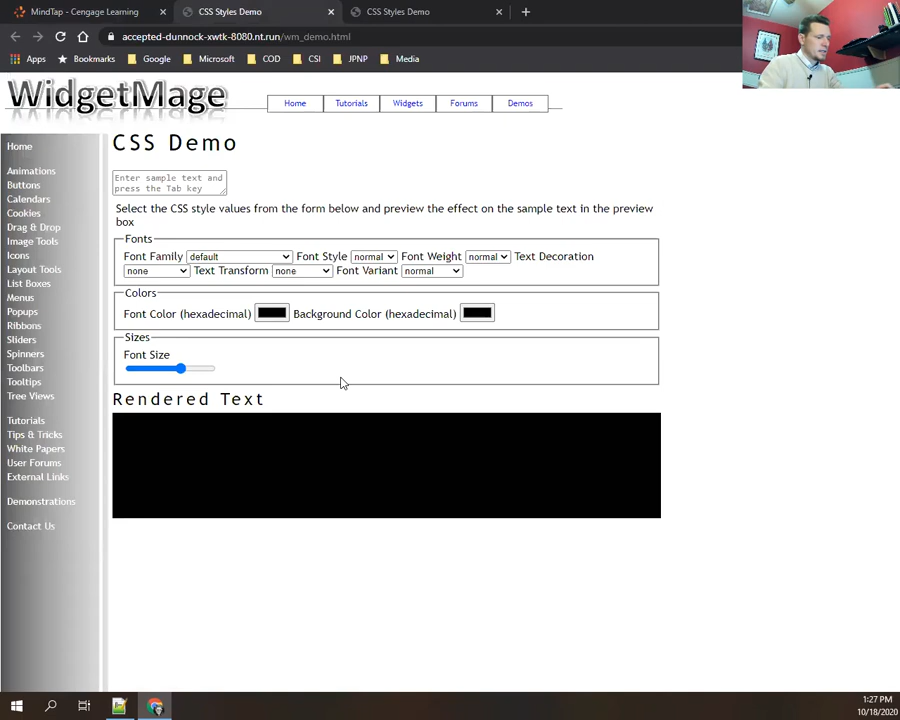 MindTap - Cengage Learning
CSS Styles Demo
CSS Styles Demo
accepted-dunnock-xwtk-8080.nt.run/wm_demo.html
Apps
Bookmarks
Google
Microsoft
COD
CSI
JPNP
Media
WidgetMage
Home
Tutorials
Widgets
Forums
Demos
Home
Animations
Buttons
Calendars
Cookies
Drag & Drop
Image Tools
Icons
Layout Tools
List Boxes
Menus
Popups
Ribbons
Sliders
Spinners
Toolbars
Tooltips
Tree Views
Tutorials
Tips & Tricks
White Papers
User Forums
External Links
Demonstrations
Contact Us
CSS Demo
Enter sample text and
press the Tab key
Select the CSS style values from the form below and preview the effect on the sample text in the preview
box
Fonts
Font Family default Font Style normal Font Weight normal Text Decoration
none Text Transform none Font Variant normal
Colors
Font Color (hexadecimal) Background Color (hexadecimal)
Sizes
Font Size
Rendered Text
1:27 PM
10/18/2020